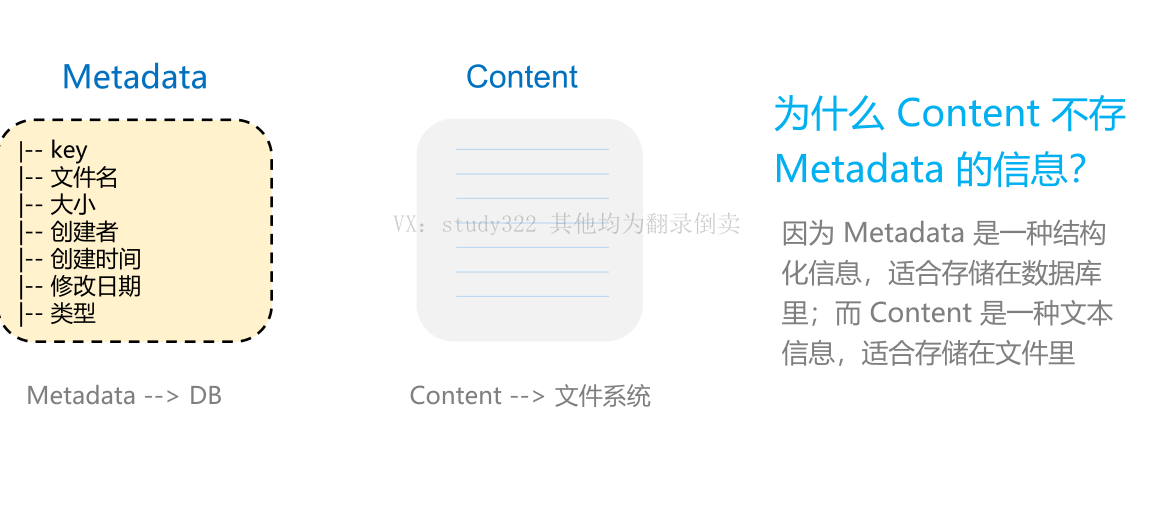 Metadata
|-- key
|-- 文件名
|-- 大小
|-- 创建者
|-- 创建时间
|-- 修改日期
|-- 类型
Metadata --> DB
Content
VX：study322 其他均为翻录倒卖
Content --> 文件系统
为什么 Content 不存
Metadata 的信息？
因为 Metadata 是一种结构
化信息，适合存储在数据库
里；而 Content 是一种文本
信息，适合存储在文件里